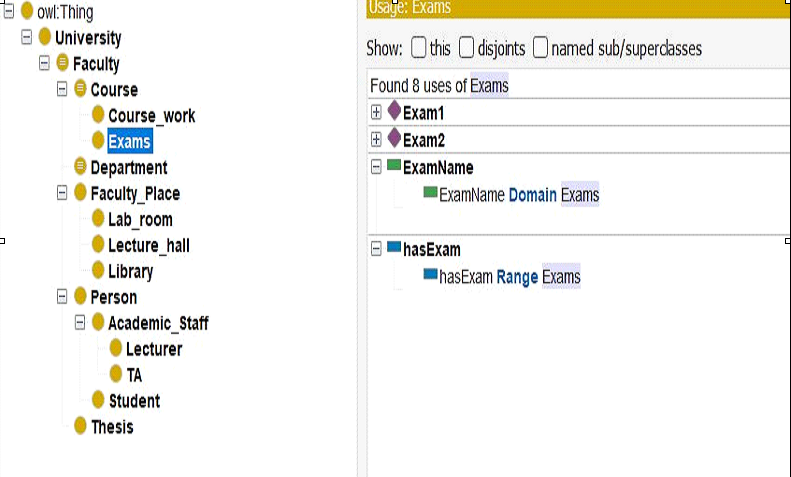 owl:Thing
University
Faculty
Course
Course_work
Exams
Department
Faculty_Place
Lab_room
Lecture_hall
Library
Person
Academic_Staff
Lecturer
TA
Student
Thesis
Usage: Exams
Show: this disjoints named sub/superclasses
Found 8 uses of Exams
Exam1
Exam2
ExamName
ExamName Domain Exams
hasExam
hasExam Range Exams